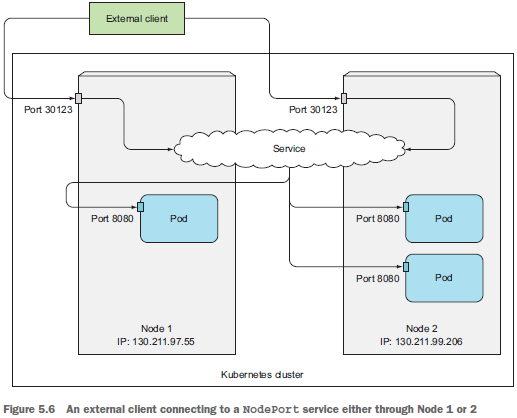 External client
Port 30123
Port 30123
Service
Port 8080
Pod
Port 8080
Pod
Port 8080
Pod
Node 1
IP: 130.211.97.55
Node 2
IP: 130.211.99.206
Kubernetes cluster
Figure 5.6 An external client connecting to a NodePort service either through Node 1 or 2